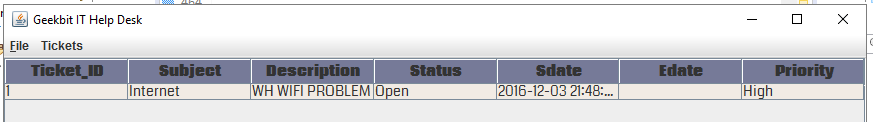 464
Geekbit IT Help Desk
File Tickets
Ticket_ID Subject Description Status Sdate Edate Priority
1 Internet WH WIFI PROBLEM Open 2016-12-03 21:48:... High